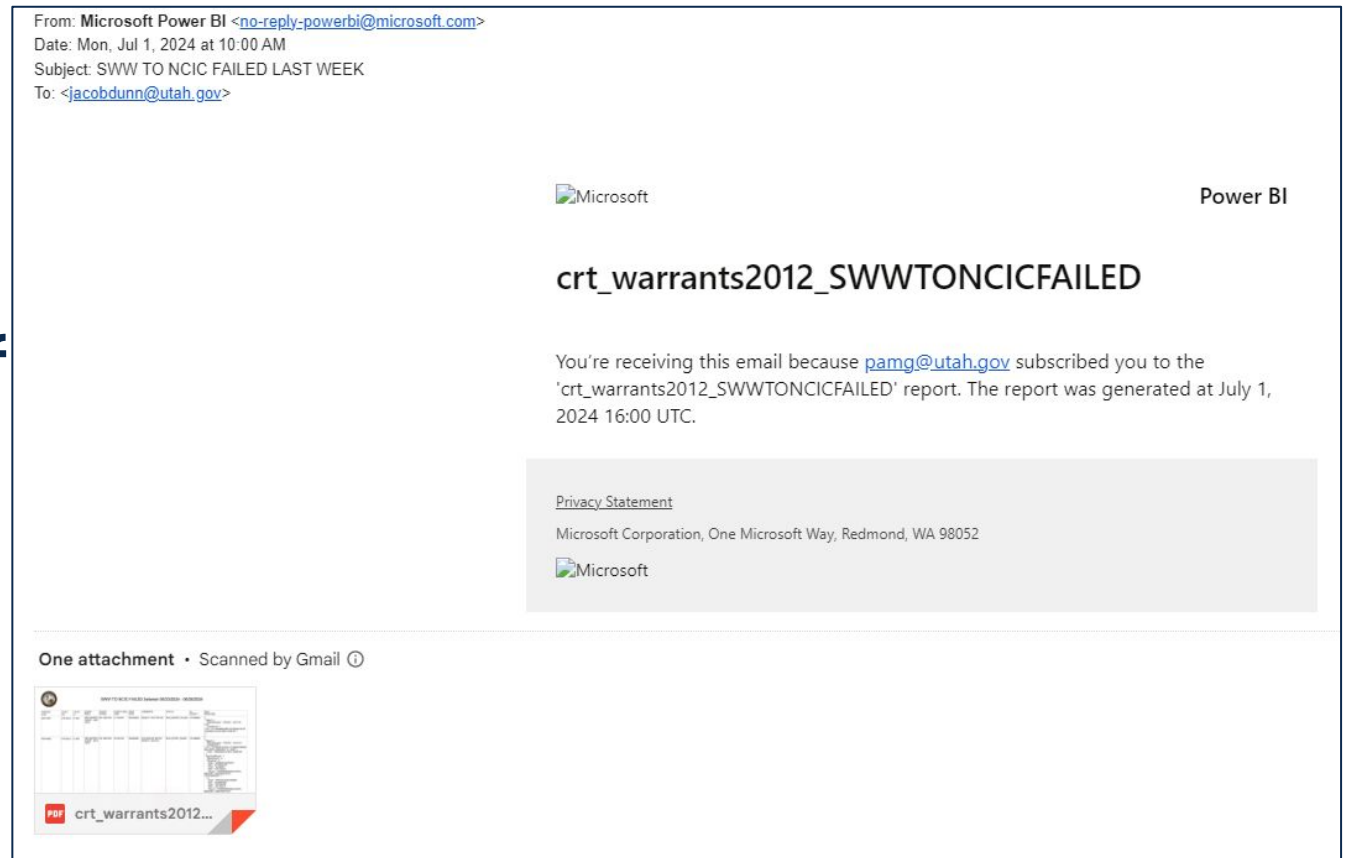 From: Microsoft Power BI <no-reply-powerbi@microsoft.com>
Date: Mon, Jul 1, 2024 at 10:00 AM
Subject: SWW TO NCIC FAILED LAST WEEK
To: <jacobdunn@utah.gov>
Microsoft
Power BI
crt_warrants2012_SWWTONCICFAILED
You're receiving this email because pamg@utah.gov subscribed you to the
'crt_warrants2012_SWWTONCICFAILED' report. The report was generated at July 1,
2024 16:00 UTC.
Privacy Statement
Microsoft Corporation, One Microsoft Way, Redmond, WA 98052
Microsoft
One attachment • Scanned by Gmail
PDF crt_warrants2012...